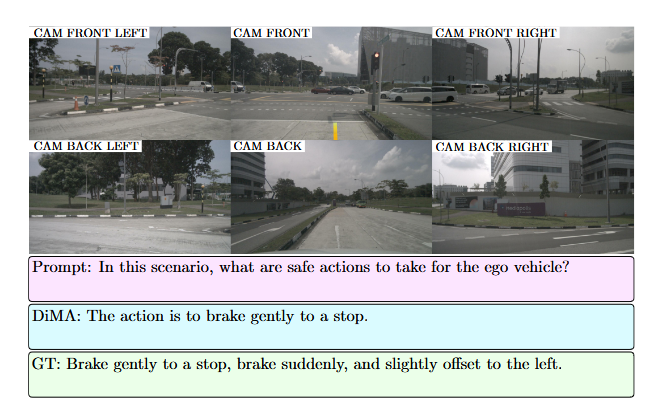 CAM FRONT LEFT
CAM FRONT
CAM FRONT RIGHT
CAM BACK LEFT
CAM BACK
CAM BACK RIGHT
Prompt: In this scenario, what are safe actions to take for the ego vehicle?
DiMA: The action is to brake gently to a stop.
GT: Brake gently to a stop, brake suddenly, and slightly offset to the left.